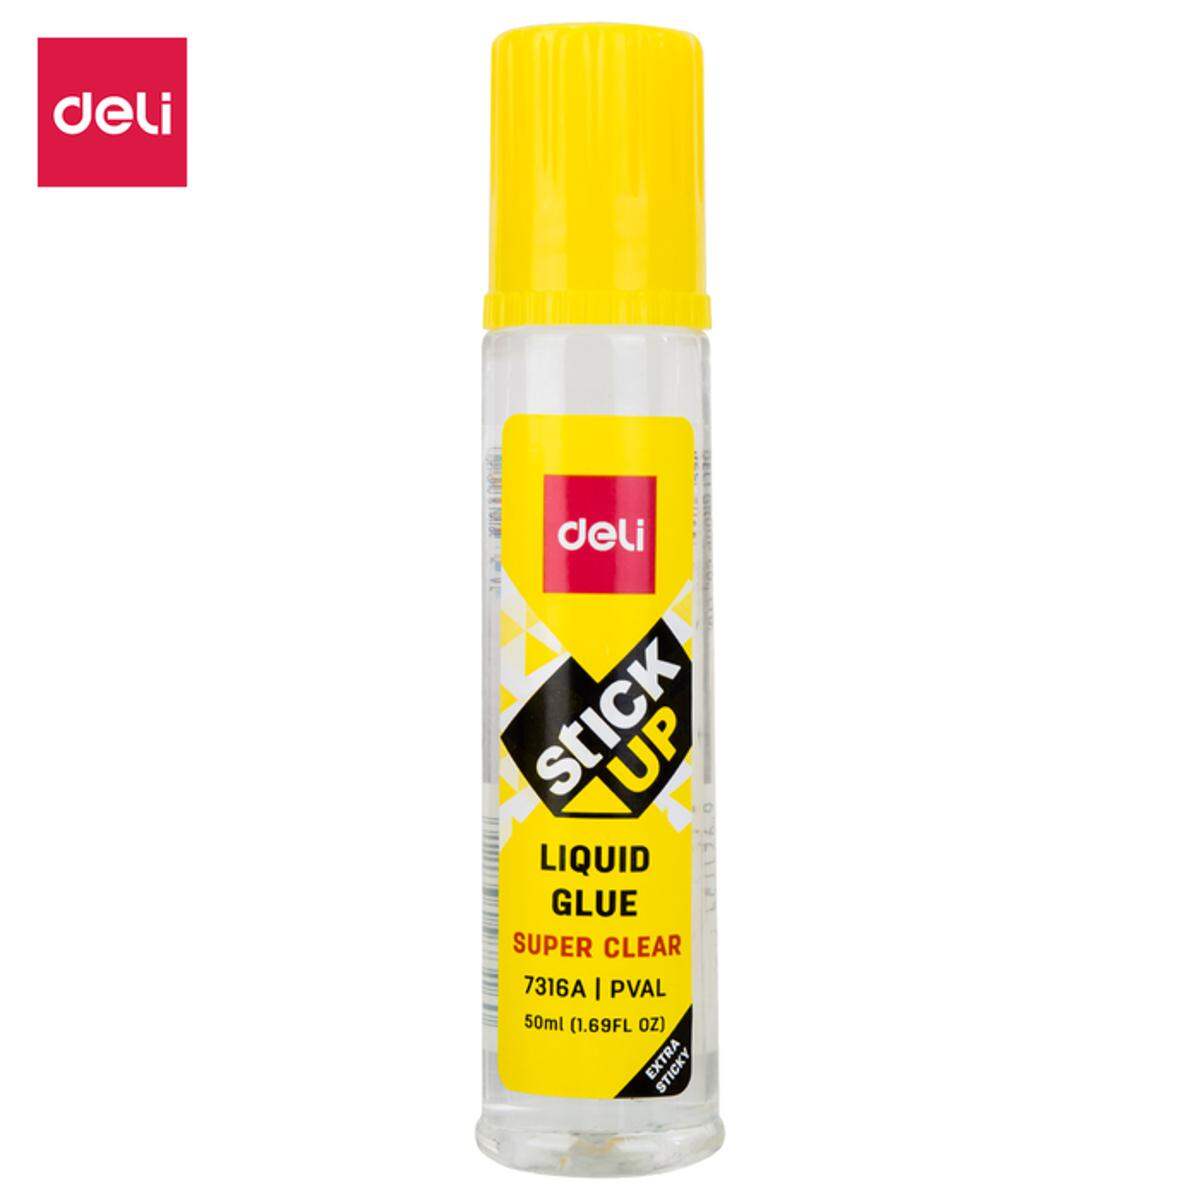 deli
deli
STICK
UP
LIQUID
GLUE
SUPER CLEAR
7316A | PVAL
50ml (1.69FL OZ)
EXTRA
STICKY